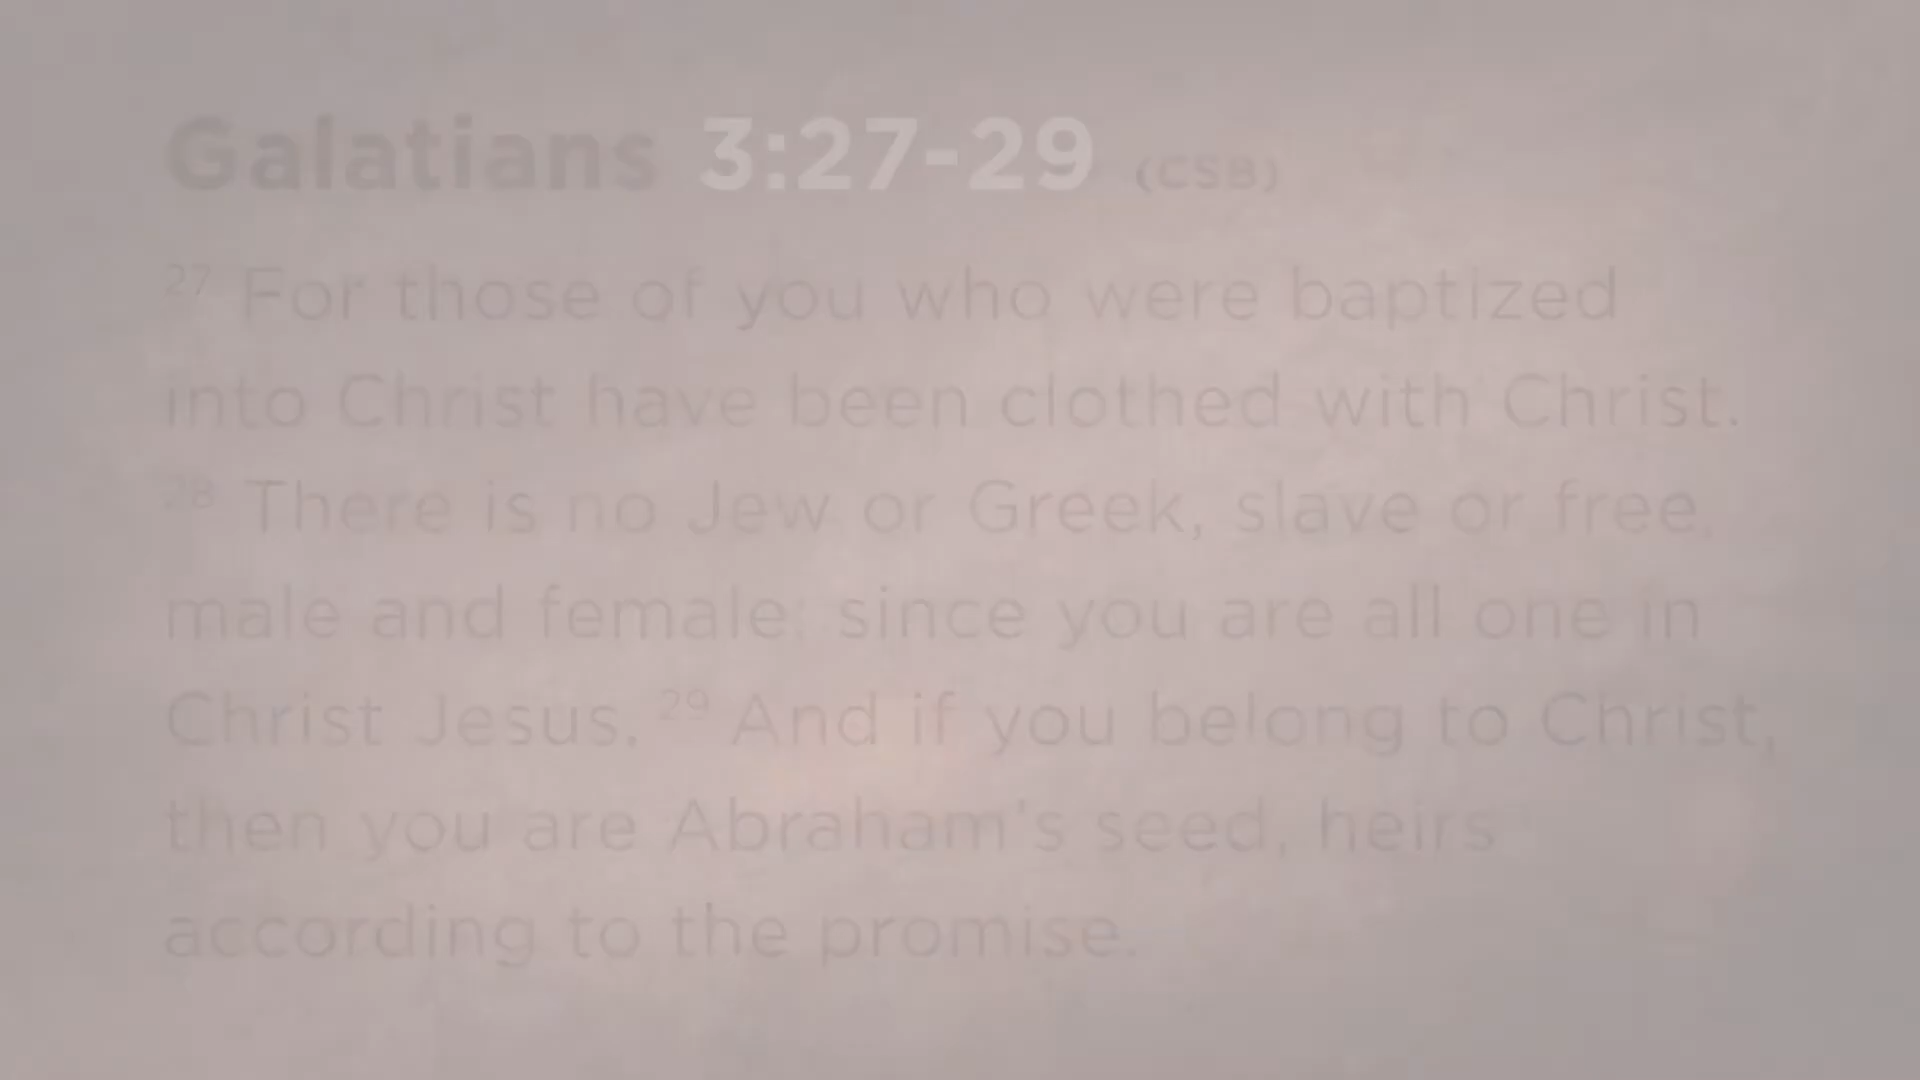 Galatians 3:27-29 (CSB)
27 For those of you who were baptized
into Christ have been clothed with Christ.
28 There is no Jew or Greek, slave or free,
male and female; since you are all one in
Christ Jesus. 29 And if you belong to Christ,
then you are Abraham's seed, heirs
according to the promise.